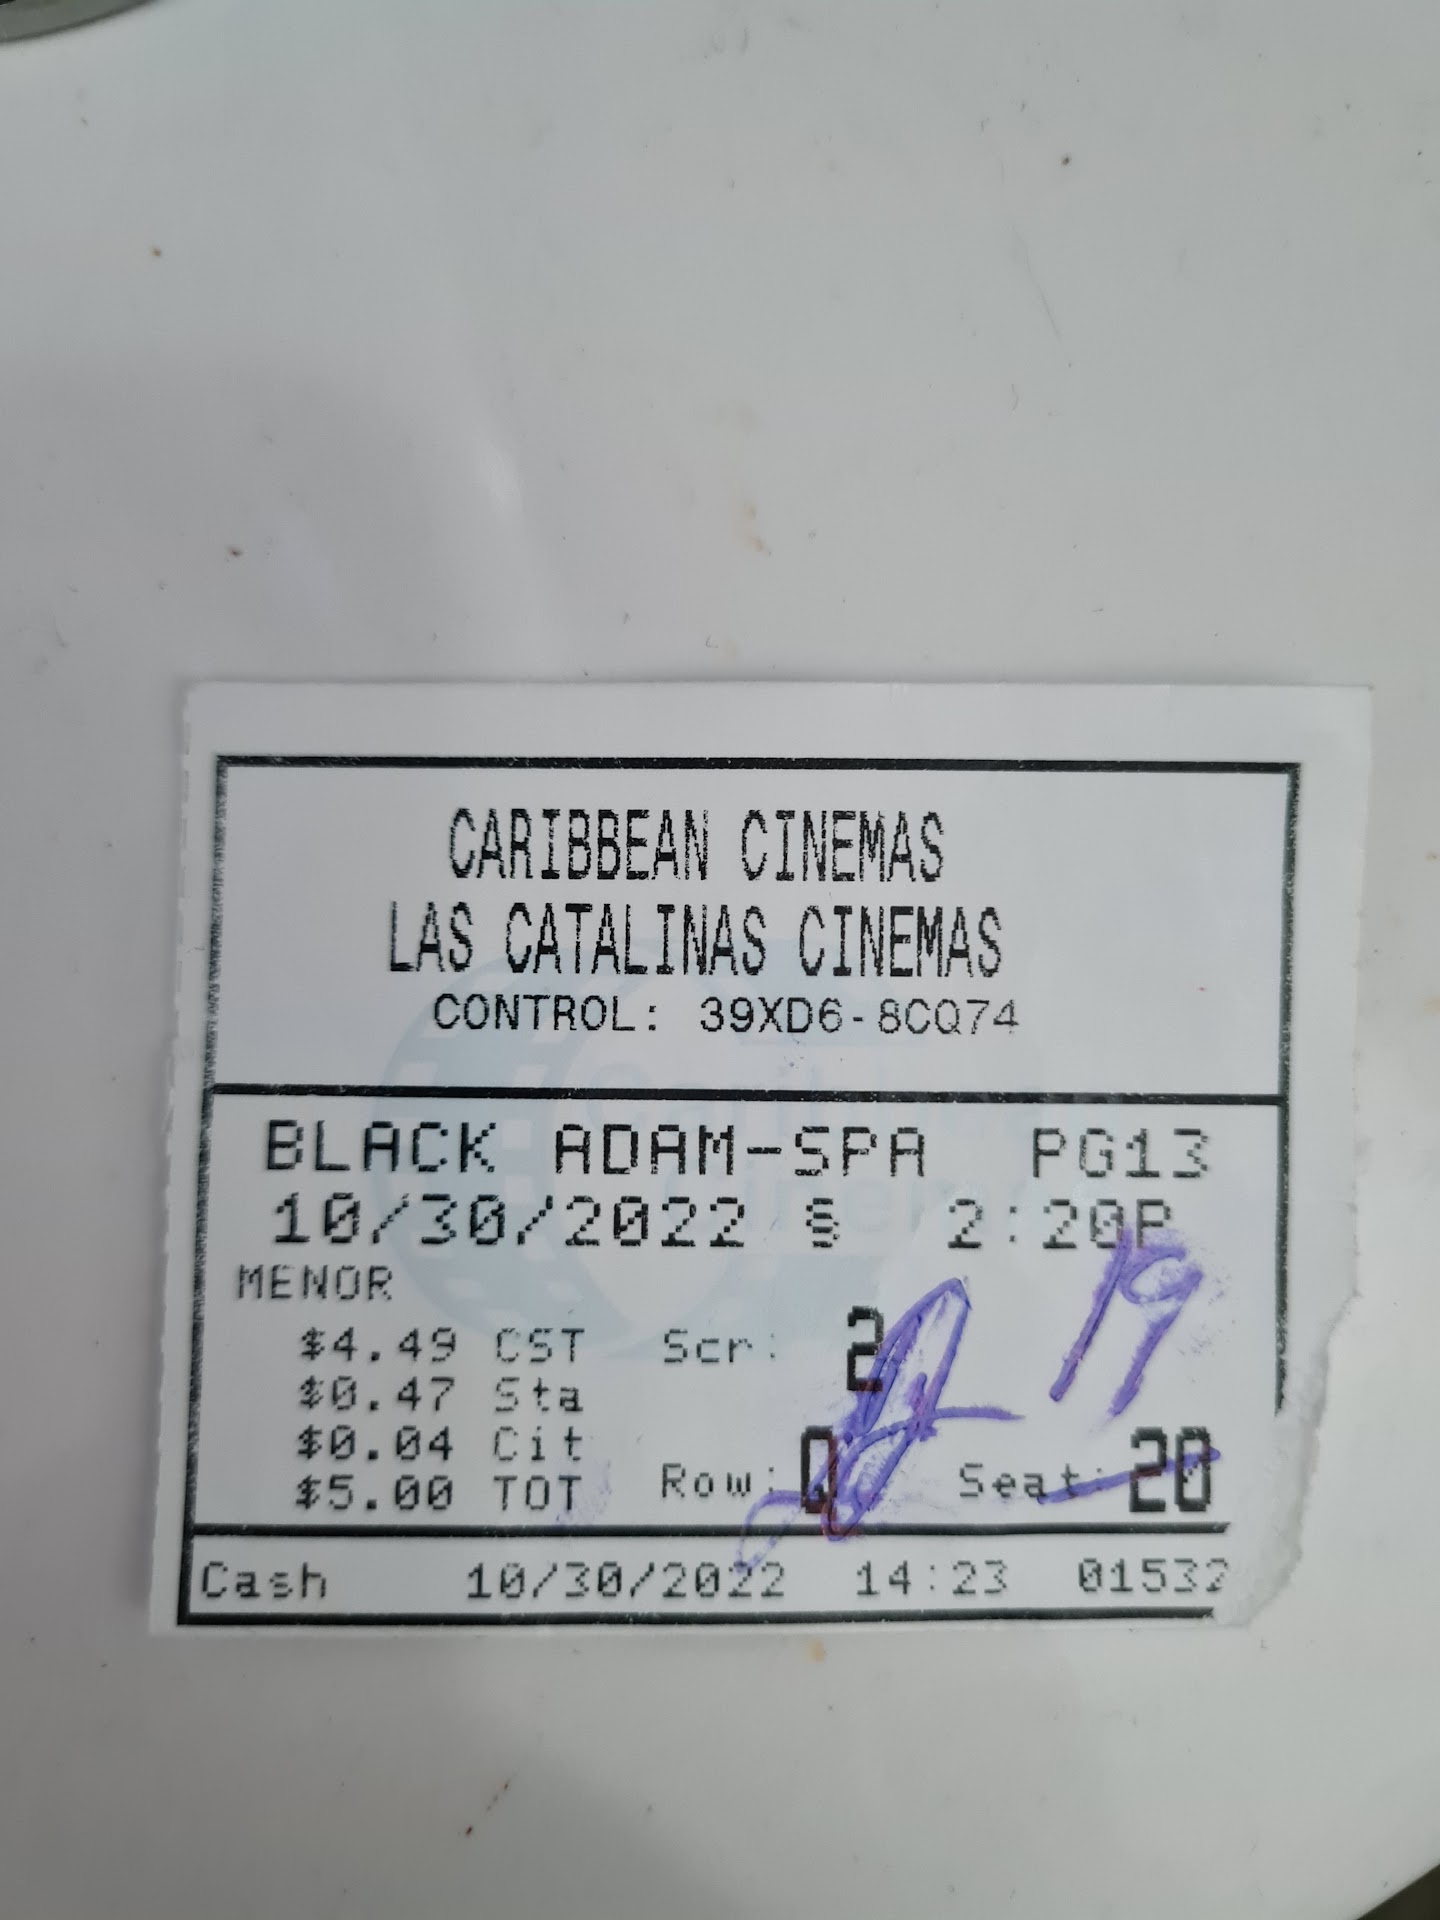 CARIBBEAN CINEMAS
LAS CATALINAS CINEMAS
CONTROL: 39XD6-8CQ74
BLACK ADAM-SPA PG13
10/30/2022 § 2:20P
MENOR
$4.49 CST Scr: 2
19
$0.47 Sta
$0.04 Cit
$5.00 TOT Row: Q Seat: 20
Cash 10/30/2022 14:23 01532